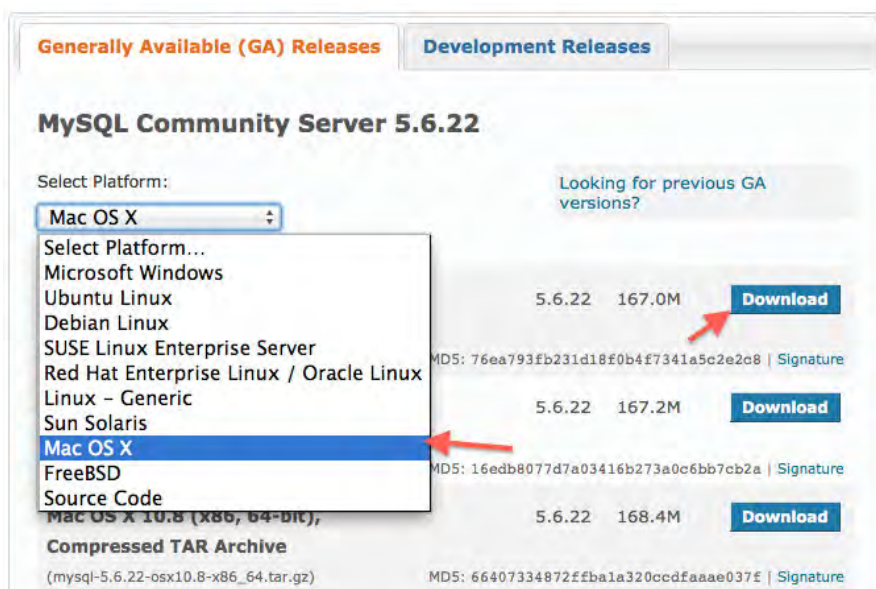 Generally Available (GA) Releases
Development Releases
MySQL Community Server 5.6.22
Select Platform:
Looking for previous GA
versions?
Mac OS X
Select Platform...
Microsoft Windows
Ubuntu Linux
Debian Linux
SUSE Linux Enterprise Server
Red Hat Enterprise Linux / Oracle Linux
Linux – Generic
Sun Solaris
Mac OS X
FreeBSD
Source Code
5.6.22 167.0M Download
MD5: 76ea793fb231d18f0b4f7341a5c2e2c8 | Signature
5.6.22 167.2M Download
MD5: 16edb8077d7a03416b273a0c6bb7cb2a | Signature
Mac OS X 10.8 (x86, 64-bit),
Compressed TAR Archive
5.6.22 168.4M Download
(mysql-5.6.22-osx10.8-x86_64.tar.gz)
MD5: 66407334872ffba1a320ccdfaaae037f | Signature